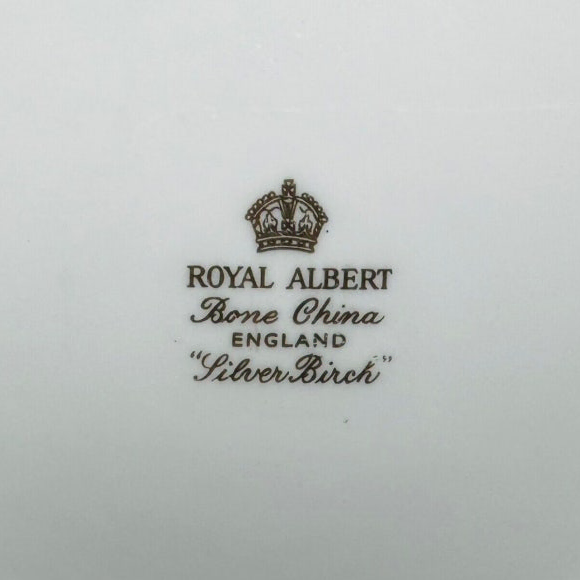 ROYAL ALBERT
Bone China
ENGLAND
"Silver Birch"